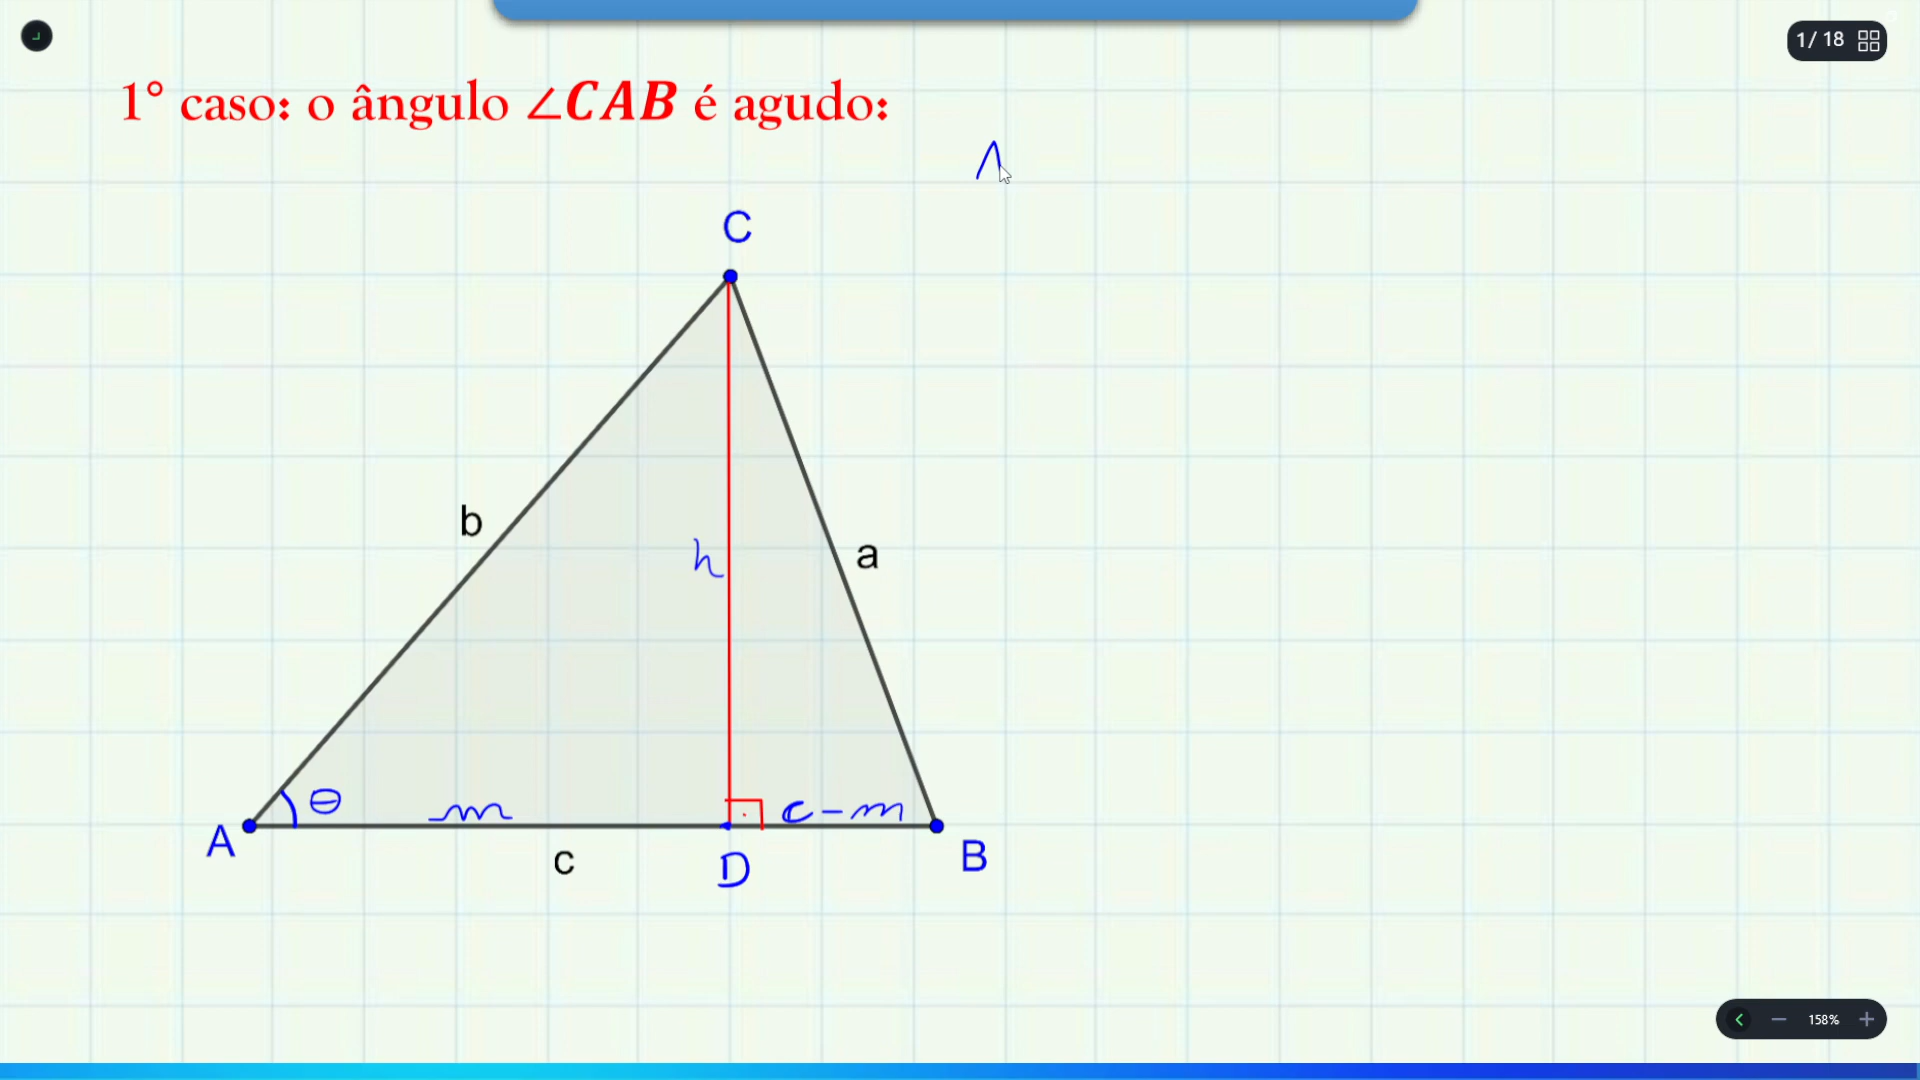 1/ 18
1° caso: o ângulo ∠CAB é agudo:
C
b
h
a
A
θ
m
c - m
c
D
B
158%